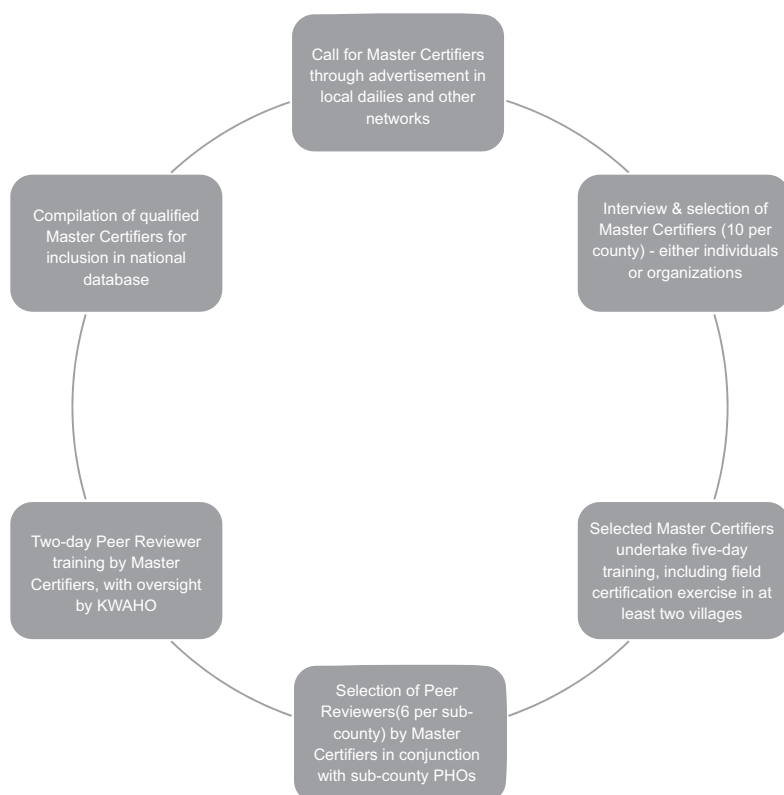 Call for Master Certifiers
through advertisement in
local dailies and other
networks
Interview & selection of
Master Certifiers (10 per
county) - either individuals
or organizations
Selected Master Certifiers
undertake five-day
training, including field
certification exercise in at
least two villages
Selection of Peer
Reviewers(6 per sub-
county) by Master
Certifiers in conjunction
with sub-county PHOs
Two-day Peer Reviewer
training by Master
Certifiers, with oversight
by KWAHO
Compilation of qualified
Master Certifiers for
inclusion in national
database